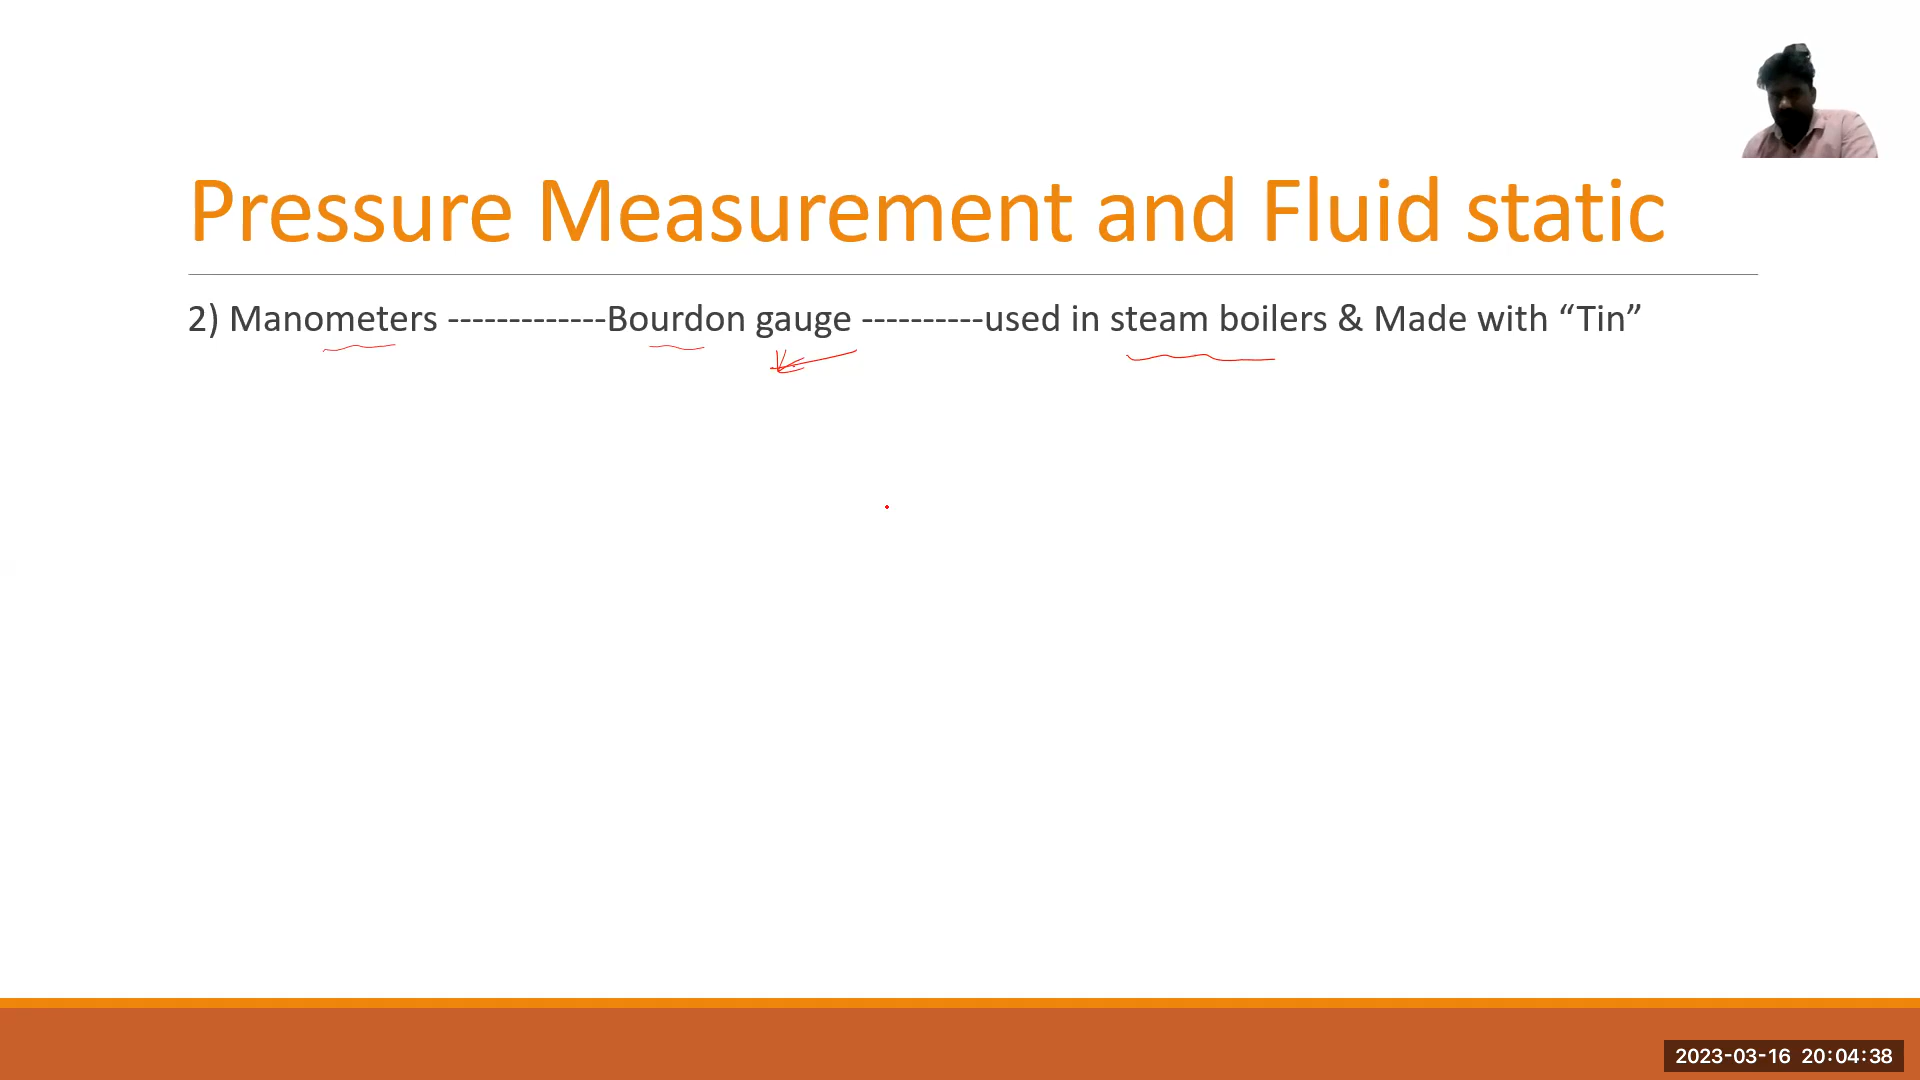 Pressure Measurement and Fluid static
2) Manometers -------------Bourdon gauge ----------used in steam boilers & Made with “Tin”
2023-03-16 20:04:38